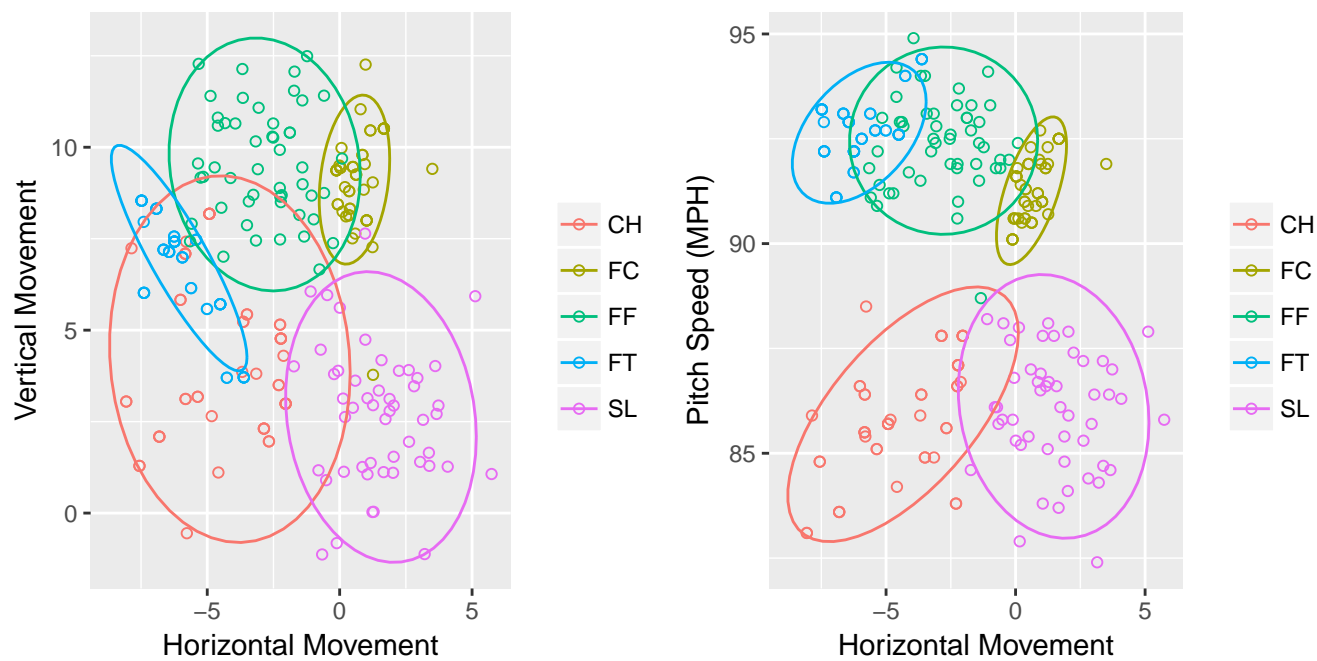 Vertical Movement
10
5
0
−5
0
5
Horizontal Movement
CH
FC
FF
FT
SL
Pitch Speed (MPH)
95
90
85
−5
0
5
Horizontal Movement
CH
FC
FF
FT
SL